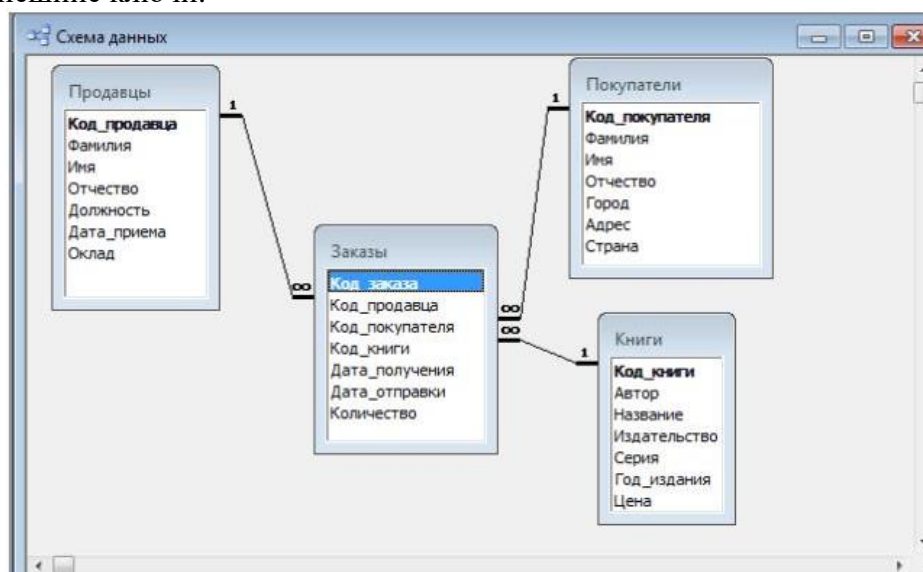 Схема данных
Продавцы
1
Код_продавца
Фамилия
Имя
Отчество
Должность
Дата_приема
Оклад
Покупатели
1
Код_покупателя
Фамилия
Имя
Отчество
Город
Адрес
Страна
Заказы
∞
Код_заказа
Код_продавца
Код_покупателя
Код_книги
Дата_получения
Дата_отправки
Количество
∞
∞
Книги
1
Код_книги
Автор
Название
Издательство
Серия
Год_издания
Цена